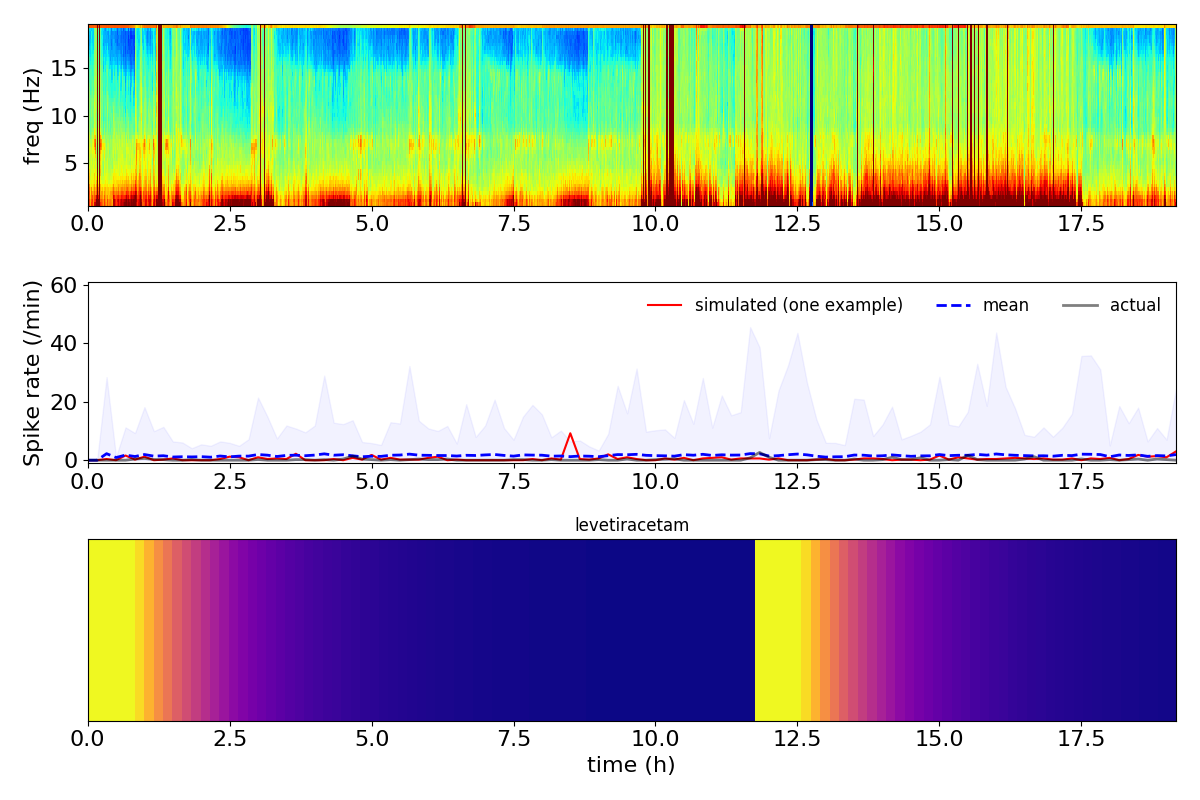 freq (Hz)
15
10
5
0.0 2.5 5.0 7.5 10.0 12.5 15.0 17.5
Spike rate (/min)
60
40
20
0
simulated (one example) mean actual
0.0 2.5 5.0 7.5 10.0 12.5 15.0 17.5
levetiracetam
0.0 2.5 5.0 7.5 10.0 12.5 15.0 17.5
time (h)